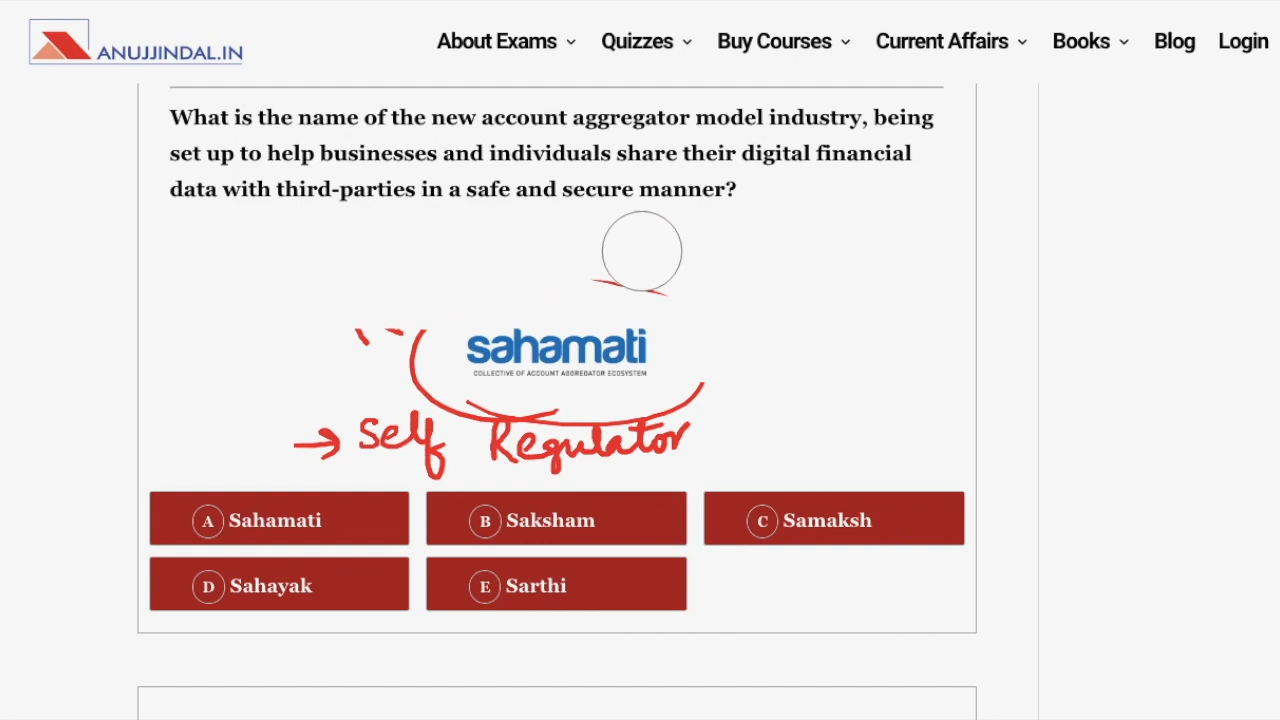 ANUJJINDAL.IN
About Exams Quizzes Buy Courses Current Affairs Books Blog Login
What is the name of the new account aggregator model industry, being
set up to help businesses and individuals share their digital financial
data with third-parties in a safe and secure manner?
sahamati
COLLECTIVE OF ACCOUNT AGGREGATOR ECOSYSTEM
→ Self Regulator
A Sahamati B Saksham C Samaksh
D Sahayak E Sarthi